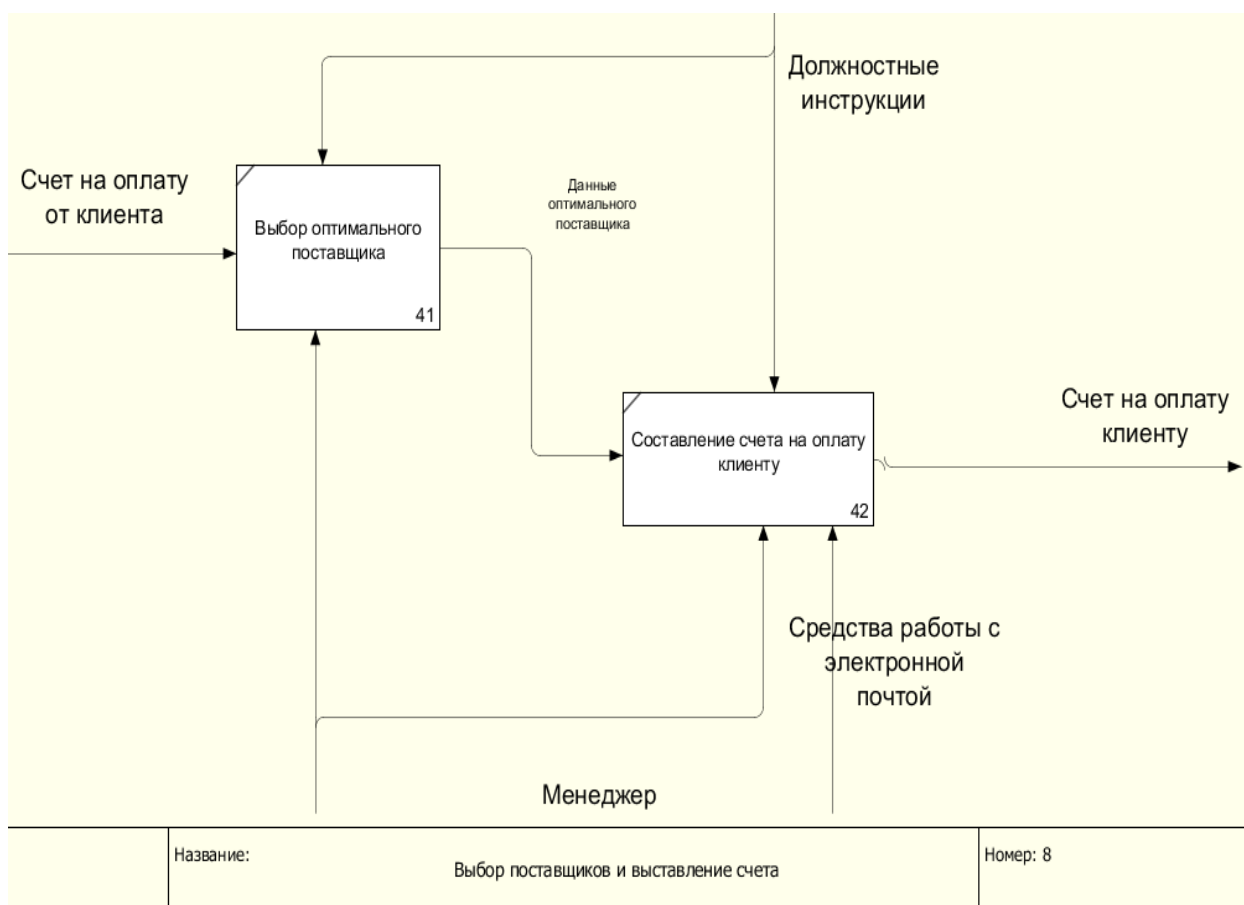 Должностные
инструкции
Счет на оплату
от клиента
Данные
оптимального
поставщика
Выбор оптимального
поставщика
41
Счет на оплату
клиенту
Составление счета на оплату
клиенту
42
Средства работы с
электронной
почтой
Менеджер
Название:
Выбор поставщиков и выставление счета
Номер: 8